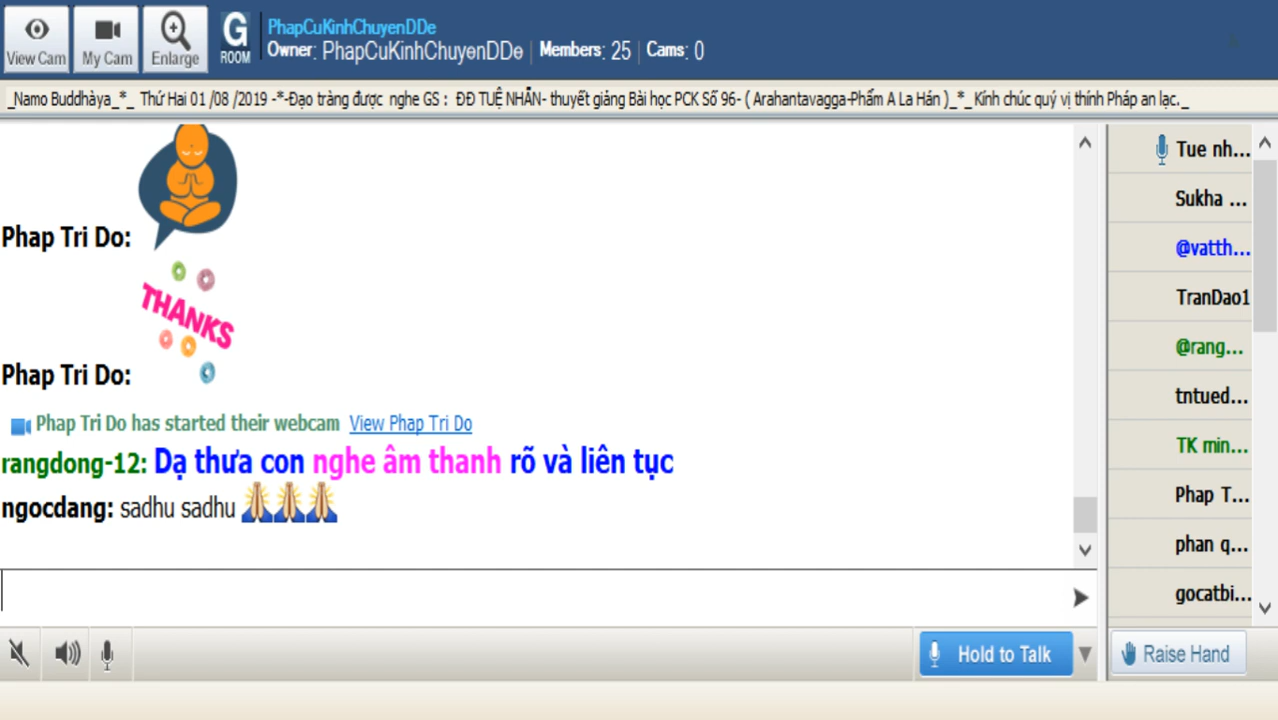 View Cam
My Cam
Enlarge
G
ROOM
PhapCuKinhChuyenDDe
Owner: PhapCuKinhChuyenDDe | Members: 25 | Cams: 0
_Namo Buddhàya_*_ Thứ Hai 01 /08 /2019 -*-Đạo tràng được nghe GS : ĐĐ TUỆ NHẪN- thuyết giảng Bài học PCK Số 96- ( Arahantavagga-Phẩm A La Hán )_*_ Kính chúc quý vị thính Pháp an lạc._
Phap Tri Do:
THANKS
Phap Tri Do:
Phap Tri Do has started their webcam View Phap Tri Do
rangdong-12: Dạ thưa con nghe âm thanh rõ và liên tục
ngocdang: sadhu sadhu 🙏🙏🙏
Tue nh...
Sukha ...
@vatth...
TranDao1
@rang...
tntued...
TK min...
Phap T...
phan q...
gocatbi...
Hold to Talk
Raise Hand